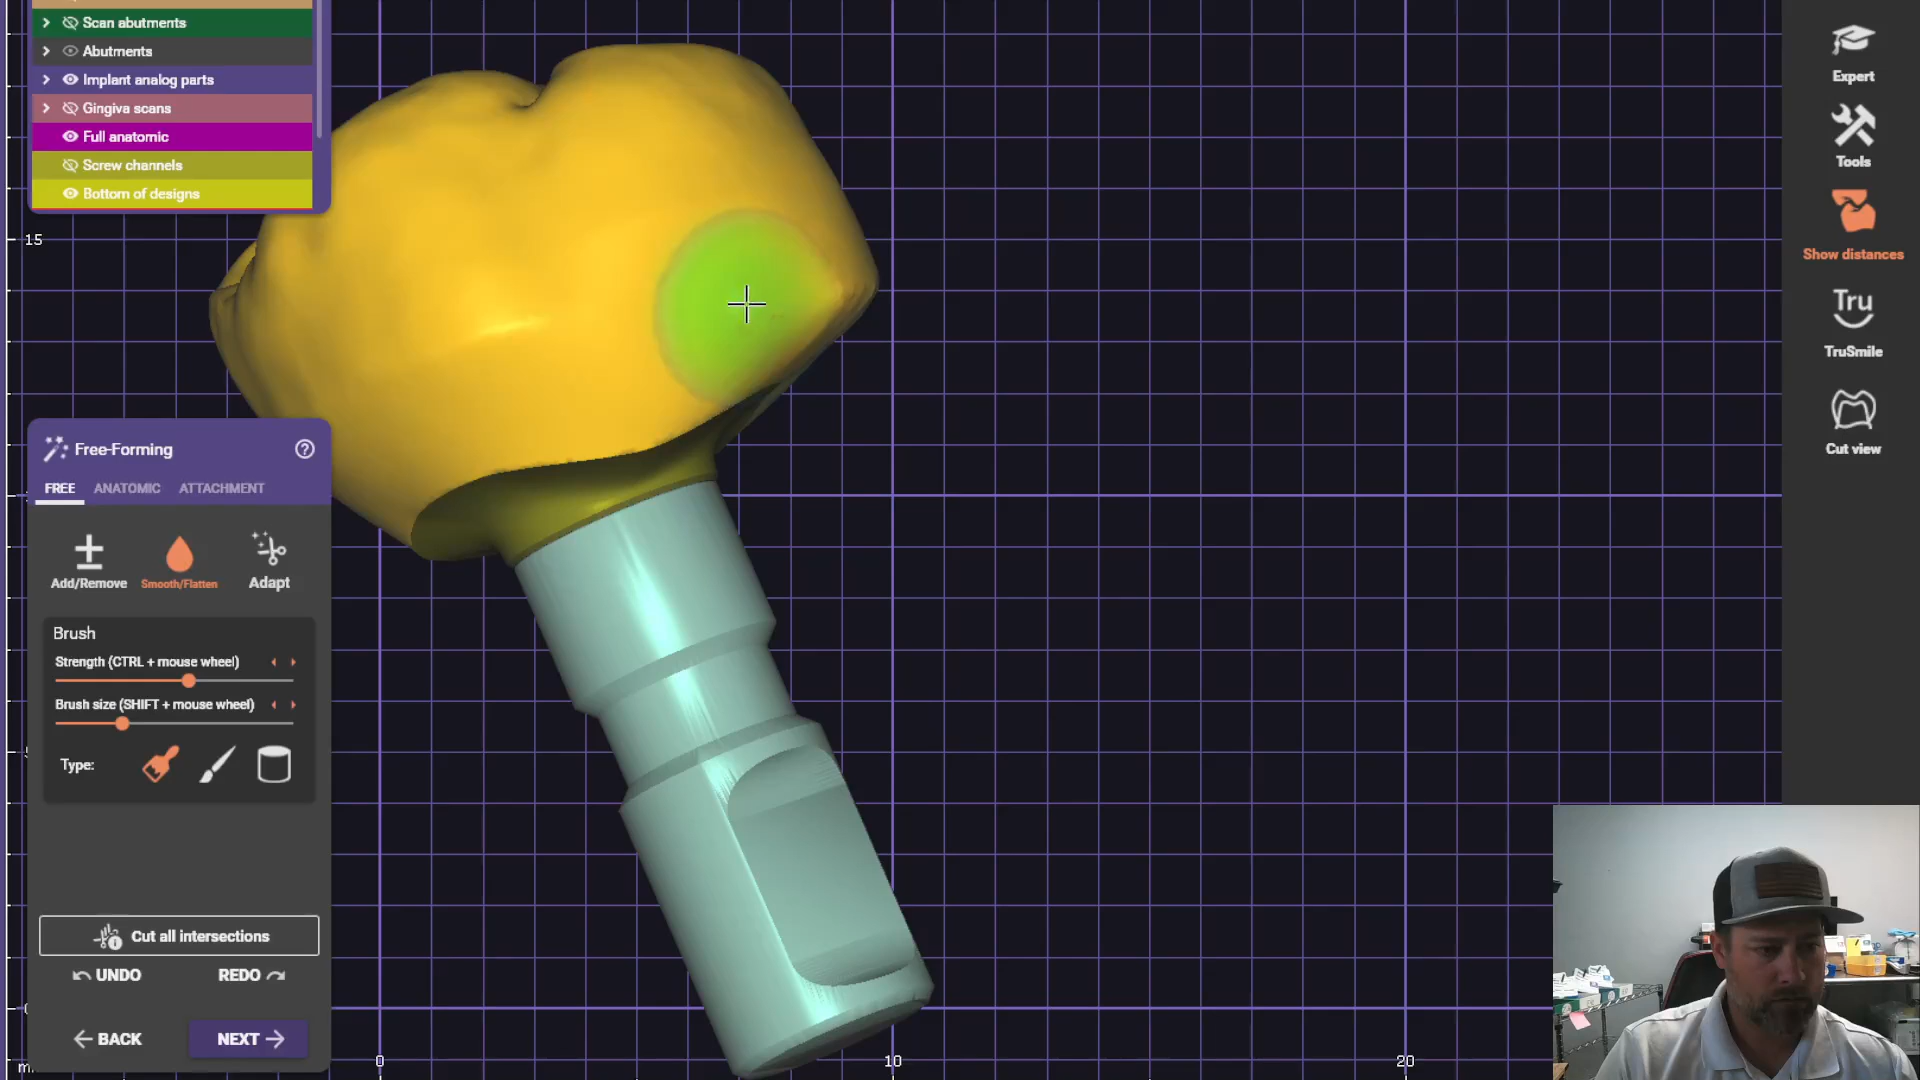 Scan abutments
Abutments
Implant analog parts
Gingiva scans
Full anatomic
Screw channels
Bottom of designs
15
Free-Forming
FREE ANATOMIC ATTACHMENT
Add/Remove Smooth/Flatten Adapt
Brush
Strength (CTRL + mouse wheel)
Brush size (SHIFT + mouse wheel)
Type:
Cut all intersections
UNDO REDO
BACK NEXT
0 10 20
Expert
Tools
Show distances
Tru
TruSmile
Cut view